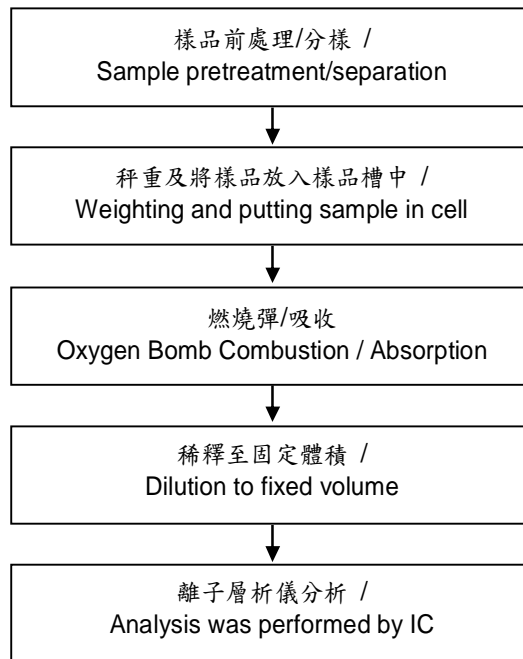 樣品前處理/分樣 /
Sample pretreatment/separation
秤重及將樣品放入樣品槽中 /
Weighting and putting sample in cell
燃燒彈/吸收
Oxygen Bomb Combustion / Absorption
稀釋至固定體積 /
Dilution to fixed volume
離子層析儀分析 /
Analysis was performed by IC